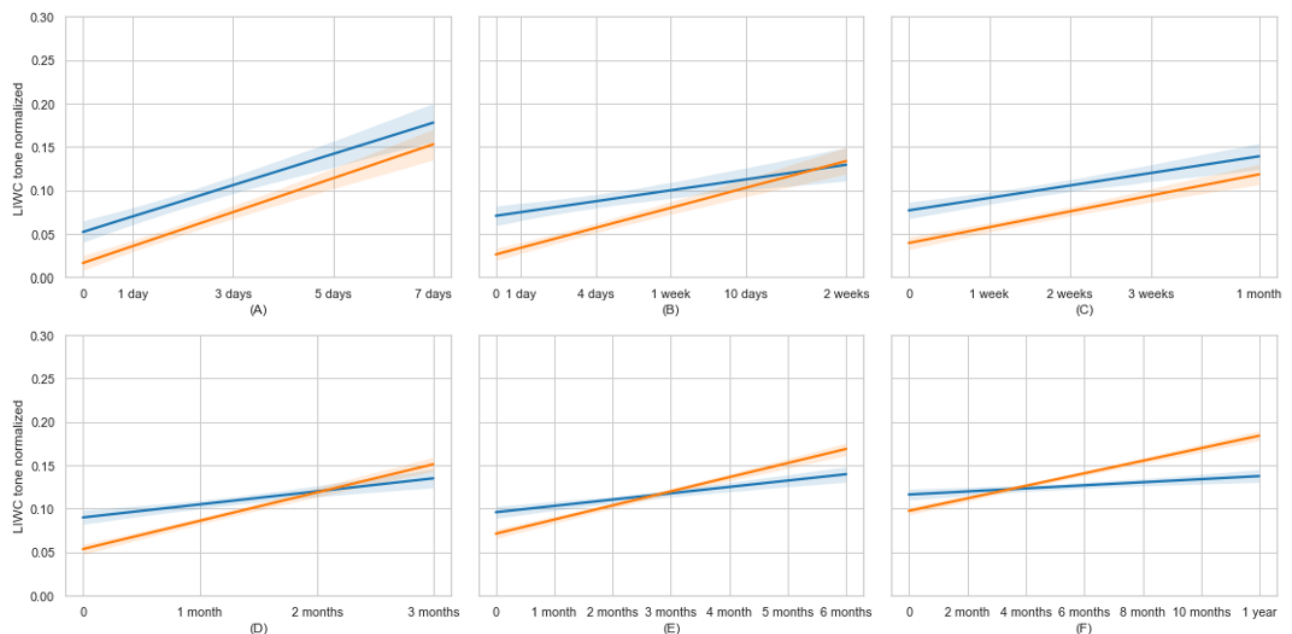 0.30
0.25
0.20
0.15
0.10
0.05
0.00
LIWC tone normalized
0 1 day 3 days 5 days 7 days
(A)
0 1 day 4 days 1 week 10 days 2 weeks
(B)
0 1 week 2 weeks 3 weeks 1 month
(C)
0.30
0.25
0.20
0.15
0.10
0.05
0.00
LIWC tone normalized
0 1 month 2 months 3 months
(D)
0 1 month 2 months 3 months 4 months 5 months 6 months
(E)
0 2 month 4 months 6 months 8 month 10 months 1 year
(F)